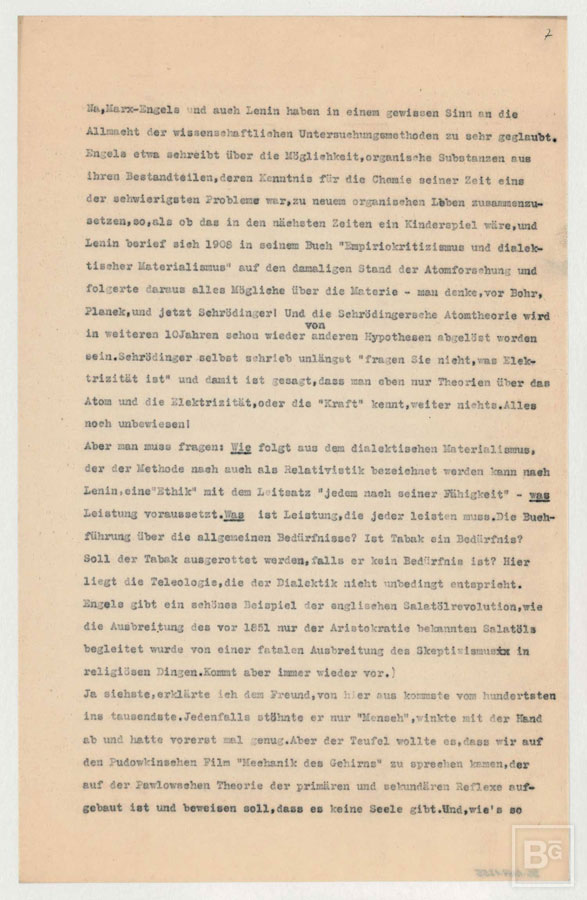 2
Na,Marx-Engels und auch Lenin haben in einem gewissen Sinn an die
Allmacht der wissenschaftlichen Untersuchungsmethoden zu sehr geglaubt.
Engels etwa schreibt über die Möglichkeit,organische Substanzen aus
ihren Bestandteilen,deren Kenntnis für die Chemie seiner Zeit eins
der schwierigsten Probleme war,zu neuem organischen Leben zusammenzu-
setzen,so,als ob das in den nächsten Zeiten ein Kinderspiel wäre,und
Lenin berief sich 1908 in seinem Buch "Empiriokritizismus und dialek-
tischer Materialismus" auf den damaligen Stand der Atomforschung und
folgerte daraus alles Mögliche über die Materie - man denke,vor Bohr,
Planck,und jetzt Schrödinger! Und die Schrödingersche Atomtheorie wird
von
in weiteren 10Jahren schon wieder anderen Hypothesen abgelöst worden
sein.Schrödinger selbst schrieb unlängst "fragen Sie nicht,was Elek-
trizität ist" und damit ist gesagt,dass man eben nur Theorien über das
Atom und die Elektrizität,oder die "Kraft" kennt,weiter nichts.Alles
noch unbewiesen!
Aber man muss fragen: Wie folgt aus dem dialektischen Materialismus,
der der Methode nach auch als Relativistik bezeichnet werden kann nach
Lenin,eine"Ethik" mit dem Leitsatz "jedem nach seiner Fähigkeit" - was
Leistung voraussetzt.Was ist Leistung,die jeder leisten muss.Die Buch-
führung über die allgemeinen Bedürfnisse? Ist Tabak ein Bedürfnis?
Soll der Tabak ausgerottet werden,falls er kein Bedürfnis ist? Hier
liegt die Teleologie,die der Dialektik nicht unbedingt entspricht.
Engels gibt ein schönes Beispiel der englischen Salatölrevolution,wie
die Ausbreitung des vor 1851 nur der Aristokratie bekannten Salatöls
begleitet wurde von einer fatalen Ausbreitung des Skeptizismus in
religiösen Dingen.Kommt aber immer wieder vor.)
Ja siehste,erklärte ich dem Freund,von hier aus kommste vom hundertsten
ins tausendste.Jedenfalls stöhnte er nur "Mensch",winkte mit der Hand
ab und hatte vorerst mal genug.Aber der Teufel wollte es,dass wir auf
den Pudowkinschen Film "Mechanik des Gehirns" zu sprechen kamen,der
auf der Pawlowschen Theorie der primären und sekundären Reflexe auf-
gebaut ist und beweisen soll,dass es keine Seele gibt.Und,wie's so
BG